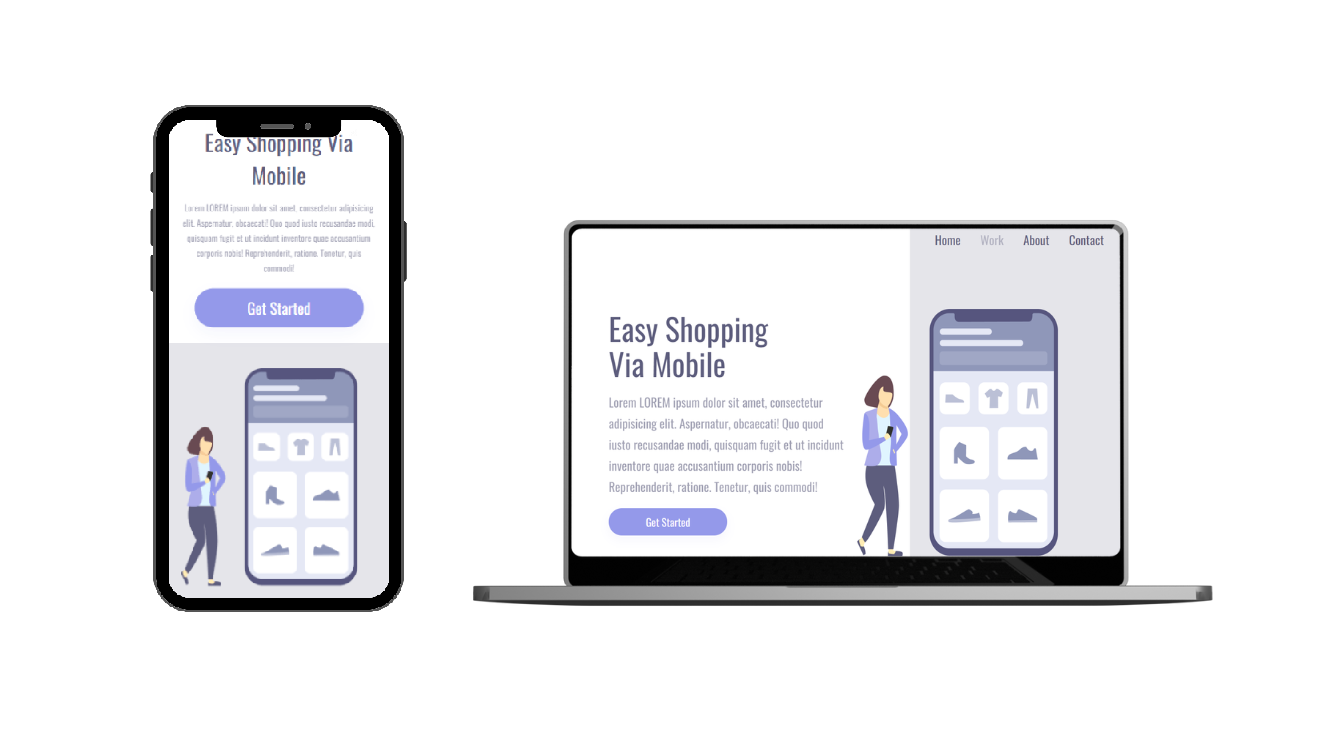 Easy Shopping Via
Mobile
Lorem LOREM ipsum dolor sit amet, consectetur adipisicing
elit. Aspernatur, obcaecati! Quo quod iusto recusandae modi,
quisquam fugit et ut incidunt inventore quae accusantium
corporis nobis! Reprehenderit, ratione. Tenetur, quis
commodi!
Get Started
Home Work About Contact
Easy Shopping
Via Mobile
Lorem LOREM ipsum dolor sit amet, consectetur
adipisicing elit. Aspernatur, obcaecati! Quo quod
iusto recusandae modi, quisquam fugit et ut incidunt
inventore quae accusantium corporis nobis!
Reprehenderit, ratione. Tenetur, quis commodi!
Get Started